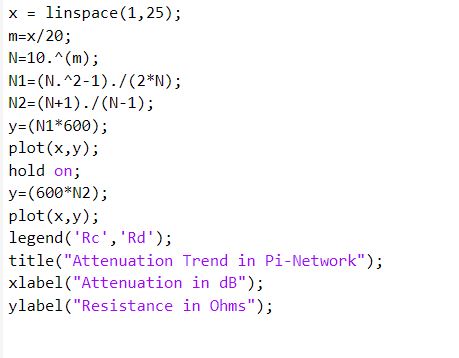 x = linspace(1,25);
m=x/20;
N=10.^(m);
N1=(N.^2-1)./(2*N);
N2=(N+1)./(N-1);
y=(N1*600);
plot(x,y);
hold on;
y=(600*N2);
plot(x,y);
legend('Rc','Rd');
title("Attenuation Trend in Pi-Network");
xlabel("Attenuation in dB");
ylabel("Resistance in Ohms");